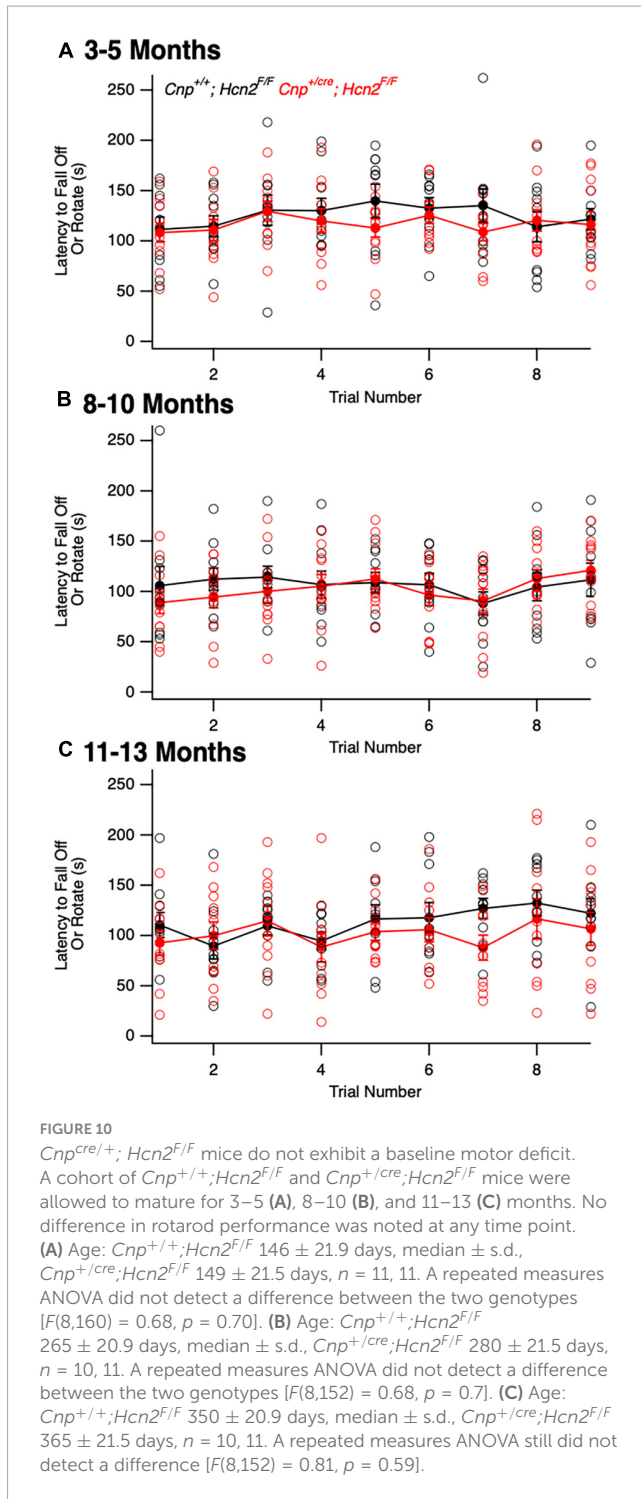 A 3-5 Months
Cnp+/+; Hcn2F/F Cnp+/cre; Hcn2F/F
Latency to Fall Off
Or Rotate (s)
250
200
150
100
50
0
2 4 6 8
Trial Number
B 8-10 Months
Latency to Fall Off
Or Rotate (s)
250
200
150
100
50
0
2 4 6 8
Trial Number
C 11-13 Months
Latency to Fall Off
Or Rotate (s)
250
200
150
100
50
0
2 4 6 8
Trial Number
FIGURE 10
Cnpcre/+; Hcn2F/F mice do not exhibit a baseline motor deficit.
A cohort of Cnp+/+;Hcn2F/F and Cnp+/cre;Hcn2F/F mice were
allowed to mature for 3–5 (A), 8–10 (B), and 11–13 (C) months. No
difference in rotarod performance was noted at any time point.
(A) Age: Cnp+/+;Hcn2F/F 146 ± 21.9 days, median ± s.d.,
Cnp+/cre;Hcn2F/F 149 ± 21.5 days, n = 11, 11. A repeated measures
ANOVA did not detect a difference between the two genotypes
[F(8,160) = 0.68, p = 0.70]. (B) Age: Cnp+/+;Hcn2F/F
265 ± 20.9 days, median ± s.d., Cnp+/cre;Hcn2F/F 280 ± 21.5 days,
n = 10, 11. A repeated measures ANOVA did not detect a difference
between the two genotypes [F(8,152) = 0.68, p = 0.7]. (C) Age:
Cnp+/+;Hcn2F/F 350 ± 20.9 days, median ± s.d., Cnp+/cre;Hcn2F/F
365 ± 21.5 days, n = 10, 11. A repeated measures ANOVA still did not
detect a difference [F(8,152) = 0.81, p = 0.59].